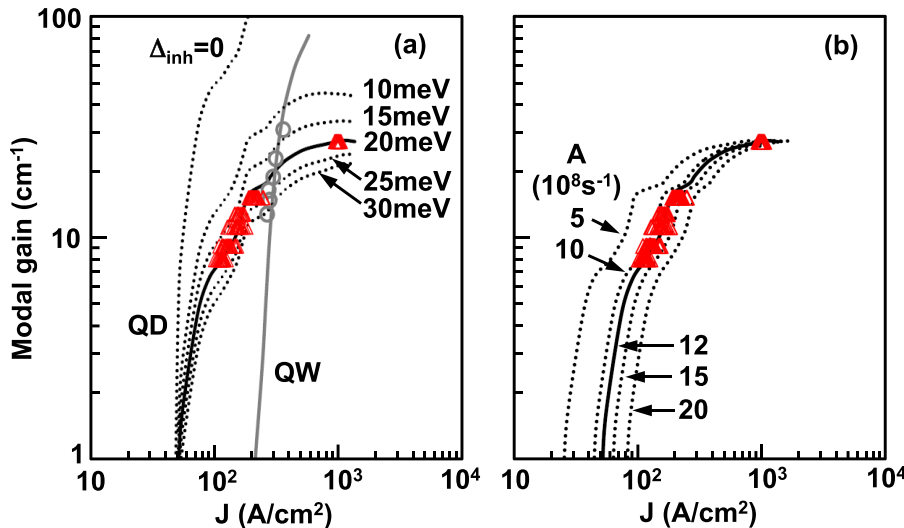 100
10
1
Modal gain (cm⁻¹)
(a)
Δinh=0
10meV
15meV
20meV
25meV
30meV
QD
QW
10
10²
10³
10⁴
J (A/cm²)
(b)
A
(10⁸s⁻¹)
5
10
12
15
20
10
10²
10³
10⁴
J (A/cm²)